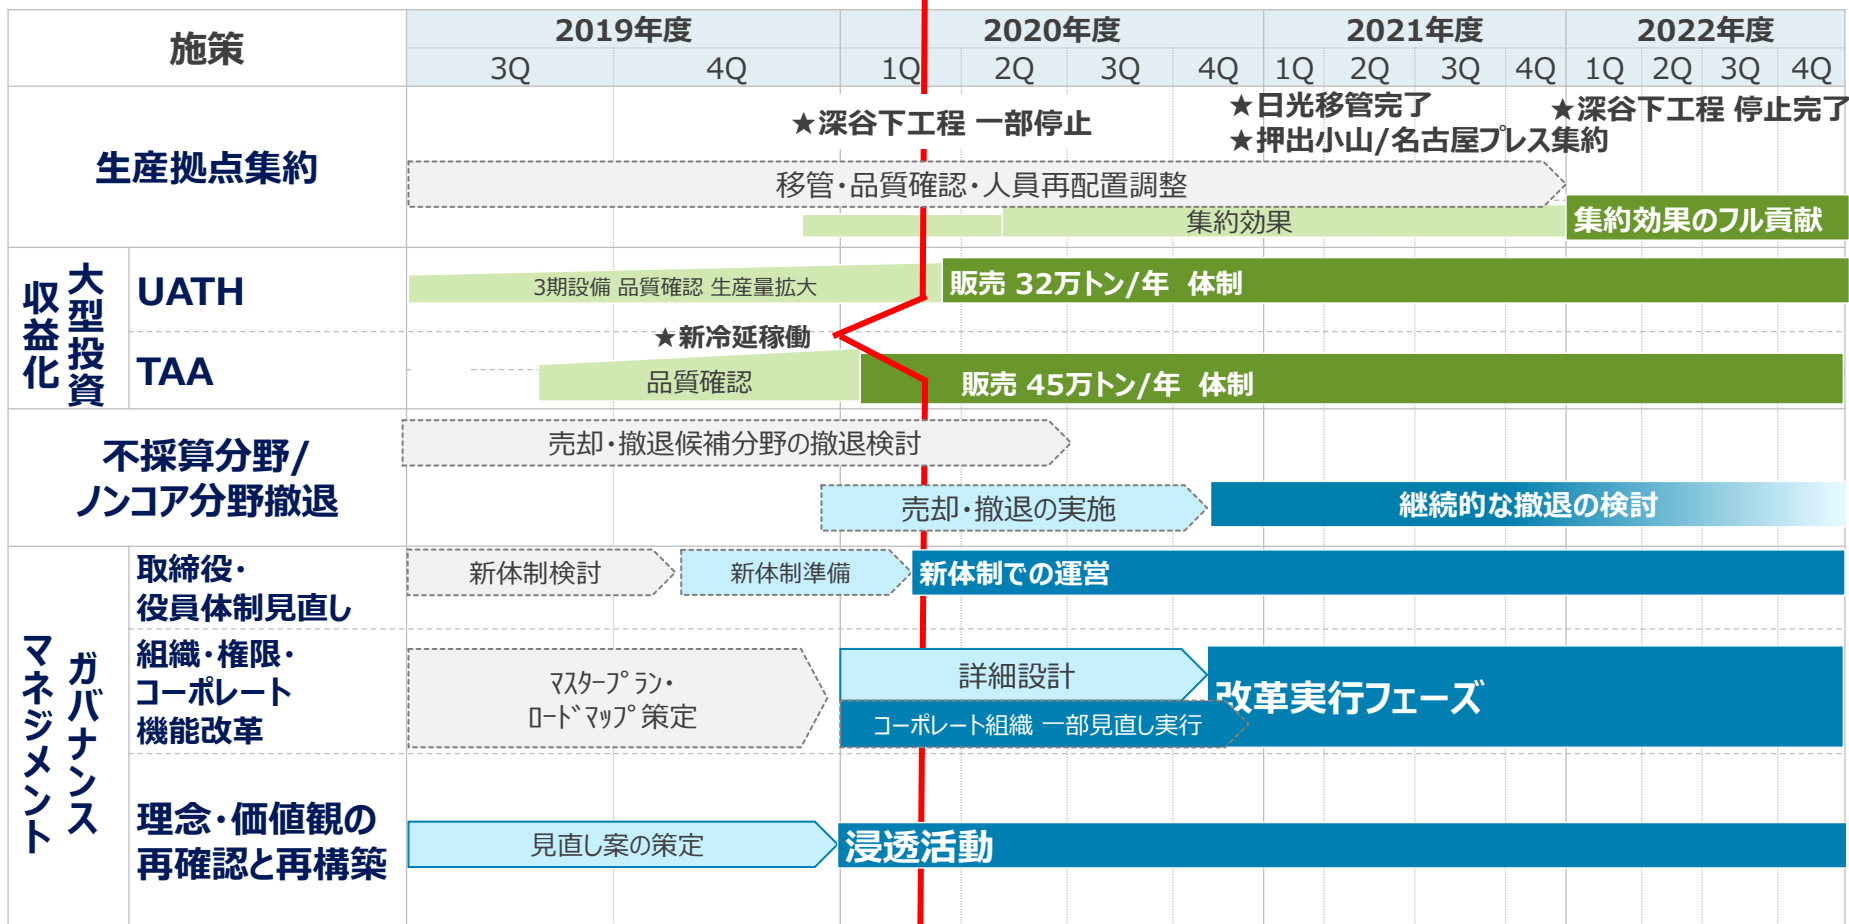 施策
2019年度
2020年度
2021年度
2022年度
3Q
4Q
1Q
2Q
3Q
4Q
1Q
2Q
3Q
4Q
1Q
2Q
3Q
4Q
生産拠点集約
★深谷下工程 一部停止
★日光移管完了
★押出小山/名古屋プレス集約
★深谷下工程 停止完了
移管・品質確認・人員再配置調整
集約効果
集約効果のフル貢献
大型投資
収益化
UATH
3期設備 品質確認 生産量拡大
販売 32万トン/年 体制
TAA
★新冷延稼働
品質確認
販売 45万トン/年 体制
不採算分野/
ノンコア分野撤退
売却・撤退候補分野の撤退検討
売却・撤退の実施
継続的な撤退の検討
ガバナンス
マネジメント
取締役・
役員体制見直し
新体制検討
新体制準備
新体制での運営
組織・権限・
コーポレート
機能改革
ﾏｽﾀｰﾌﾟﾗﾝ・
ﾛｰﾄﾞﾏｯﾌﾟ策定
詳細設計
コーポレート組織 一部見直し実行
改革実行フェーズ
理念・価値観の
再確認と再構築
見直し案の策定
浸透活動